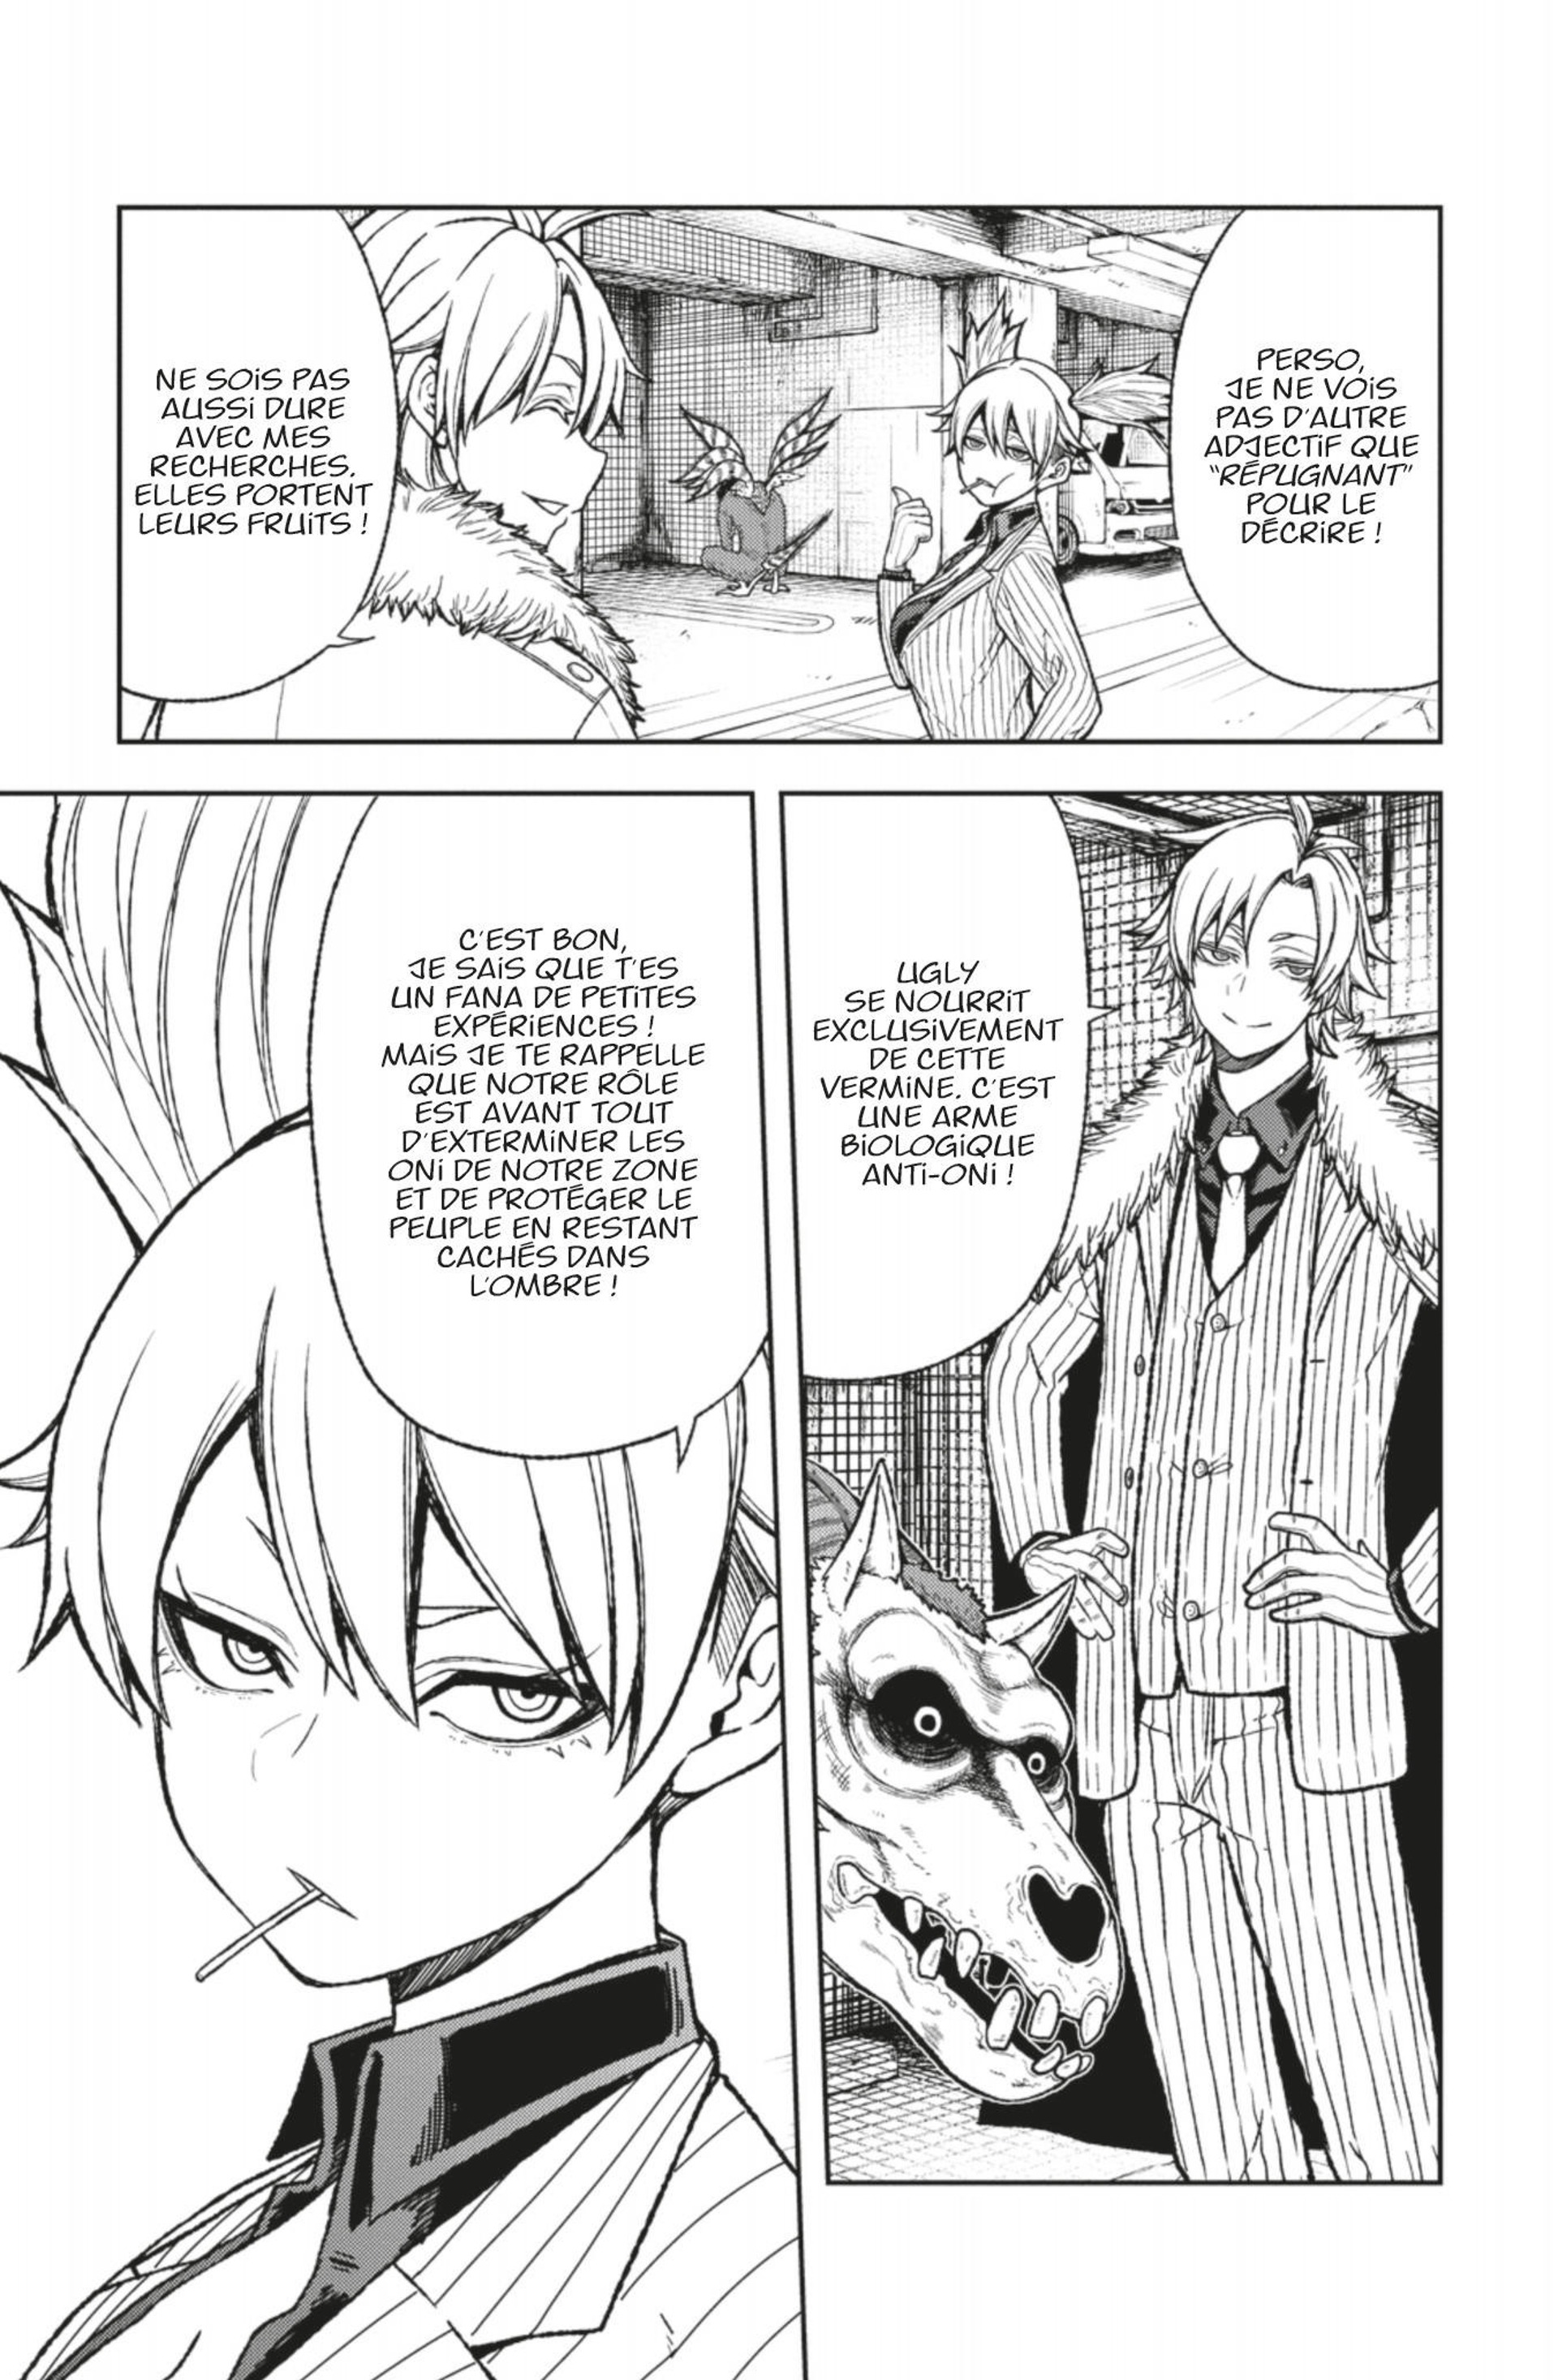 PERSO,
JE NE VOIS
PAS D'AUTRE
ADJECTIF QUE
"RÉPUGNANT"
POUR LE
DÉCRIRE !
NE SOIS PAS
AUSSI DURE
AVEC MES
RECHERCHES.
ELLES PORTENT
LEURS FRUITS !
UGLY
SE NOURRIT
EXCLUSIVEMENT
DE CETTE
VERMINE. C'EST
UNE ARME
BIOLOGIQUE
ANTI-ONI !
C'EST BON,
JE SAIS QUE T'ES
UN FANA DE PETITES
EXPÉRIENCES !
MAIS JE TE RAPPELLE
QUE NOTRE RÔLE
EST AVANT TOUT
D'EXTERMINER LES
ONI DE NOTRE ZONE
ET DE PROTÉGER LE
PEUPLE EN RESTANT
CACHÉS DANS
L'OMBRE !